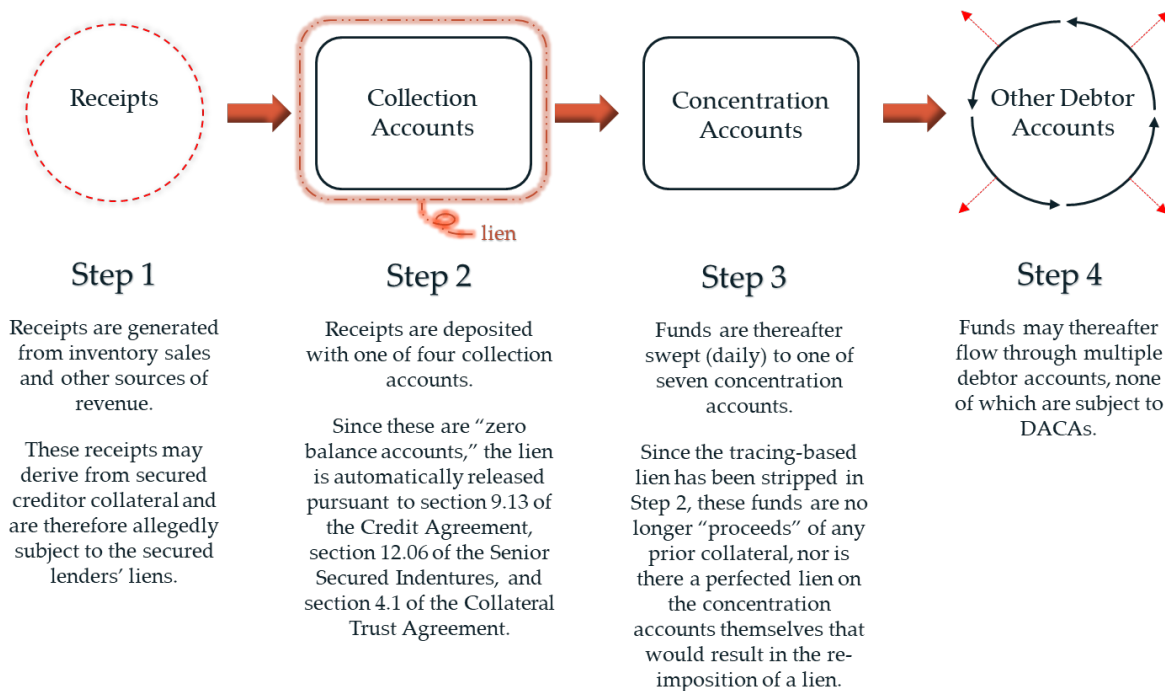 Receipts
Collection
Accounts
Concentration
Accounts
Other Debtor
Accounts
lien
Step 1
Receipts are generated
from inventory sales
and other sources of
revenue.
These receipts may
derive from secured
creditor collateral and
are therefore allegedly
subject to the secured
lenders’ liens.
Step 2
Receipts are deposited
with one of four collection
accounts.
Since these are “zero
balance accounts,” the lien
is automatically released
pursuant to section 9.13 of
the Credit Agreement,
section 12.06 of the Senior
Secured Indentures, and
section 4.1 of the Collateral
Trust Agreement.
Step 3
Funds are thereafter
swept (daily) to one of
seven concentration
accounts.
Since the tracing-based
lien has been stripped in
Step 2, these funds are no
longer “proceeds” of any
prior collateral, nor is
there a perfected lien on
the concentration
accounts themselves that
would result in the re-
imposition of a lien.
Step 4
Funds may thereafter
flow through multiple
debtor accounts, none
of which are subject to
DACAs.